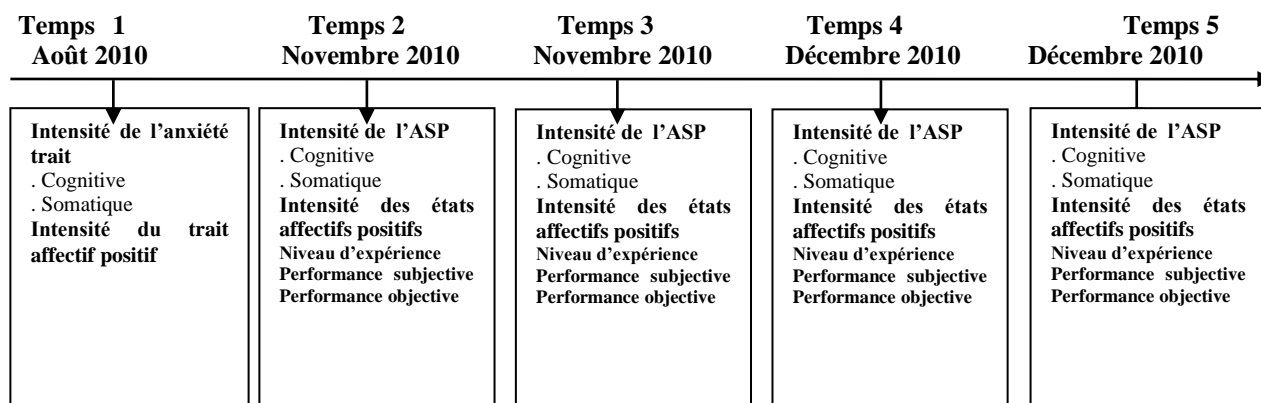 Temps 1
Août 2010
Temps 2
Novembre 2010
Temps 3
Novembre 2010
Temps 4
Décembre 2010
Temps 5
Décembre 2010
Intensité de l’anxiété
trait
. Cognitive
. Somatique
Intensité du trait
affectif positif
Intensité de l’ASP
. Cognitive
. Somatique
Intensité des états
affectifs positifs
Niveau d’expérience
Performance subjective
Performance objective
Intensité de l’ASP
. Cognitive
. Somatique
Intensité des états
affectifs positifs
Niveau d’expérience
Performance subjective
Performance objective
Intensité de l’ASP
. Cognitive
. Somatique
Intensité des états
affectifs positifs
Niveau d’expérience
Performance subjective
Performance objective
Intensité de l’ASP
. Cognitive
. Somatique
Intensité des états
affectifs positifs
Niveau d’expérience
Performance subjective
Performance objective